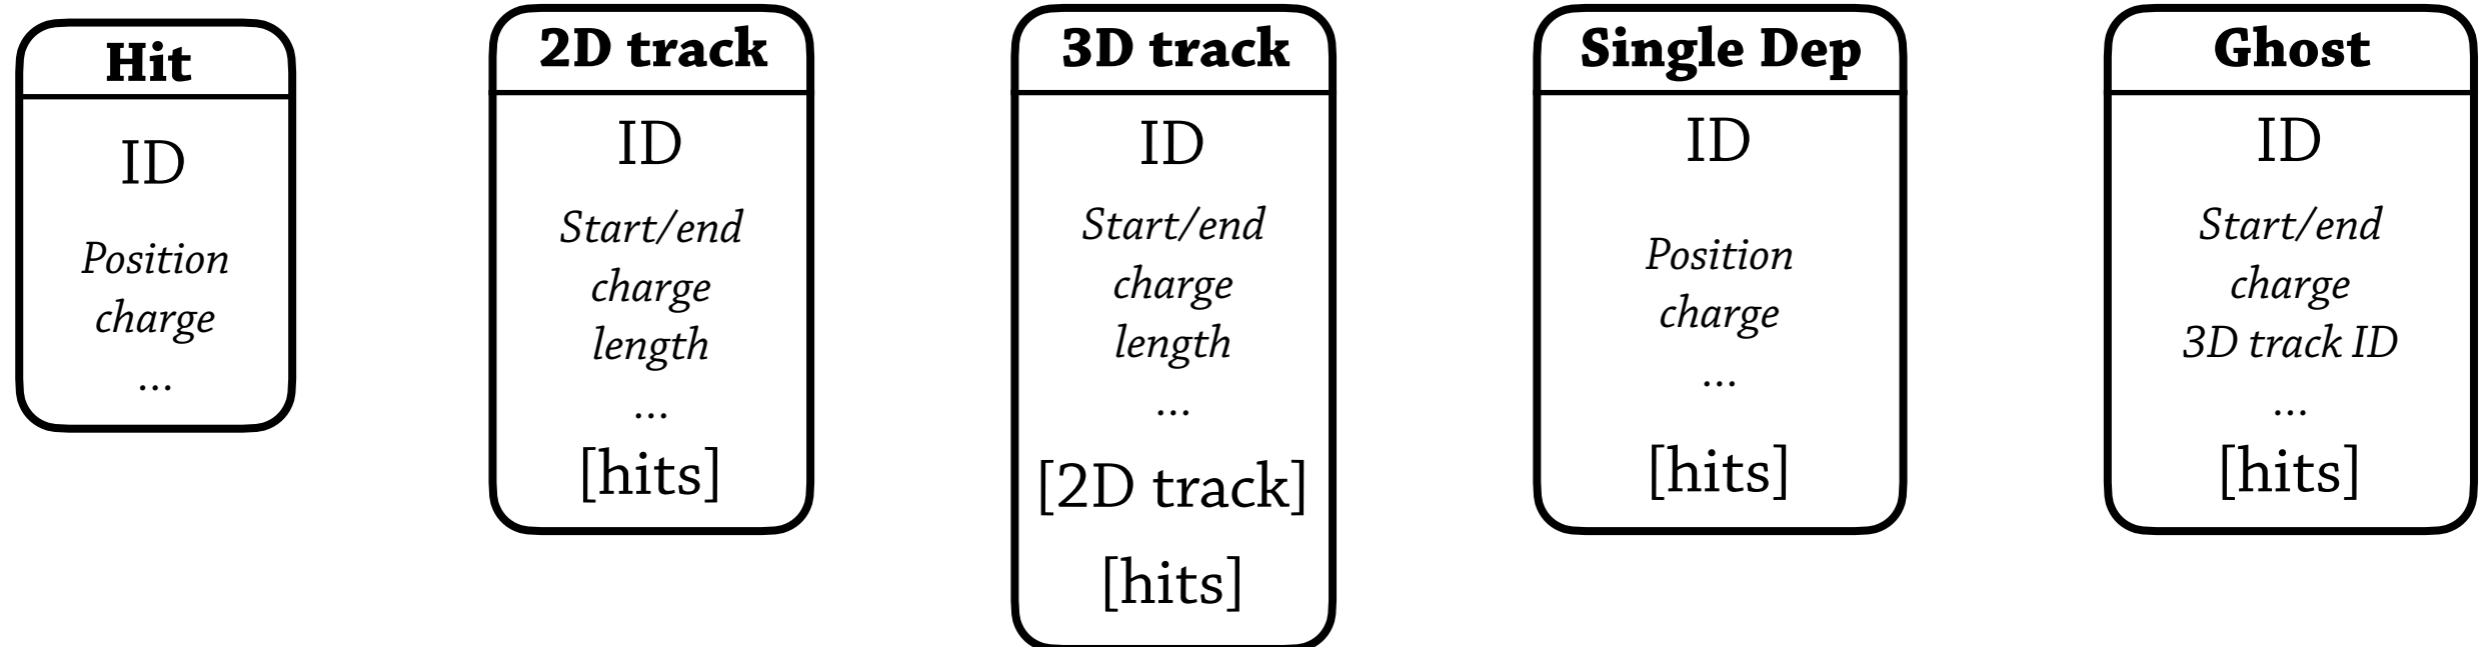 Hit
ID
Position
charge
...
2D track
ID
Start/end
charge
length
...
[hits]
3D track
ID
Start/end
charge
length
...
[2D track]
[hits]
Single Dep
ID
Position
charge
...
[hits]
Ghost
ID
Start/end
charge
3D track ID
...
[hits]